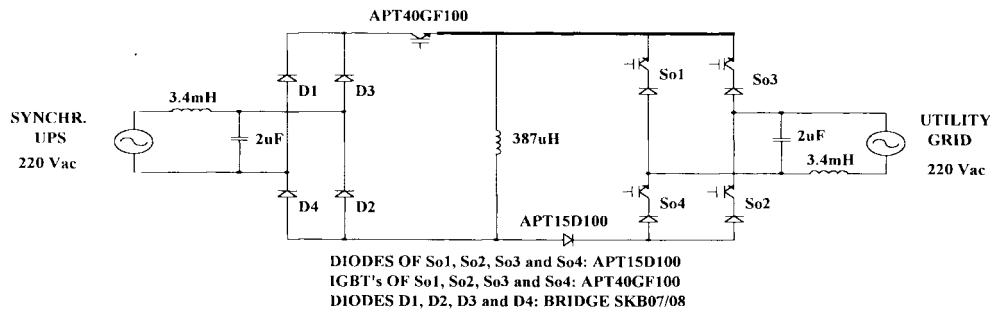 APT40GF100
D1
D3
So1
So3
3.4mH
SYNCHR.
UPS
220 Vac
2uF
387uH
2uF
3.4mH
UTILITY
GRID
220 Vac
D4
D2
So4
So2
APT15D100
DIODES OF So1, So2, So3 and So4: APT15D100
IGBT's OF So1, So2, So3 and So4: APT40GF100
DIODES D1, D2, D3 and D4: BRIDGE SKB07/08